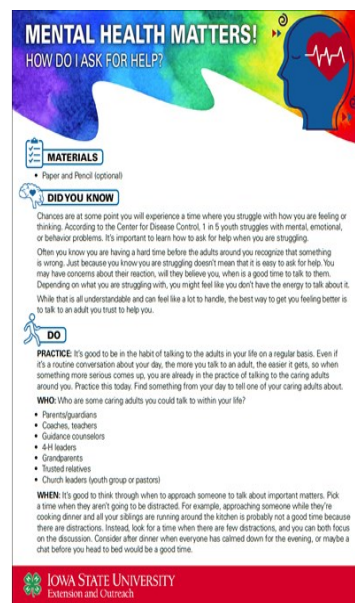 MENTAL HEALTH MATTERS!
HOW DO I ASK FOR HELP?
MATERIALS
• Paper and Pencil (optional)
DID YOU KNOW
Chances are at some point you will experience a time where you struggle with how you are feeling or
thinking. According to the Center for Disease Control, 1 in 5 youth struggles with mental, emotional,
or behavior problems. It's important to learn how to ask for help when you are struggling.
Often you know you are having a hard time before the adults around you recognize that something
is wrong. Just because you know you are struggling doesn't mean that it is easy to ask for help. You
may have concerns about their reaction, will they believe you, when is a good time to talk to them.
Depending on what you are struggling with, you might feel like you don't have the energy to talk about it.
While that is all understandable and can feel like a lot to handle, the best way to get you feeling better is
to talk to an adult you trust to help you.
DO
PRACTICE: It's good to be in the habit of talking to the adults in your life on a regular basis. Even if
it's a routine conversation about your day, the more you talk to an adult, the easier it gets, so when
something more serious comes up, you are already in the practice of talking to the caring adults
around you. Practice this today. Find something from your day to tell one of your caring adults about.
WHO: Who are some caring adults you could talk to within your life?
• Parents/guardians
• Coaches, teachers
• Guidance counselors
• 4-H leaders
• Grandparents
• Trusted relatives
• Church leaders (youth group or pastors)
WHEN: It's good to think through when to approach someone to talk about important matters. Pick
a time when they aren't going to be distracted. For example, approaching someone while they're
cooking dinner and all your siblings are running around the kitchen is probably not a good time because
there are distractions. Instead, look for a time when there are few distractions, and you can both focus
on the discussion. Consider after dinner when everyone has calmed down for the evening, or maybe a
chat before you head to bed would be a good time.
IOWA STATE UNIVERSITY
Extension and Outreach